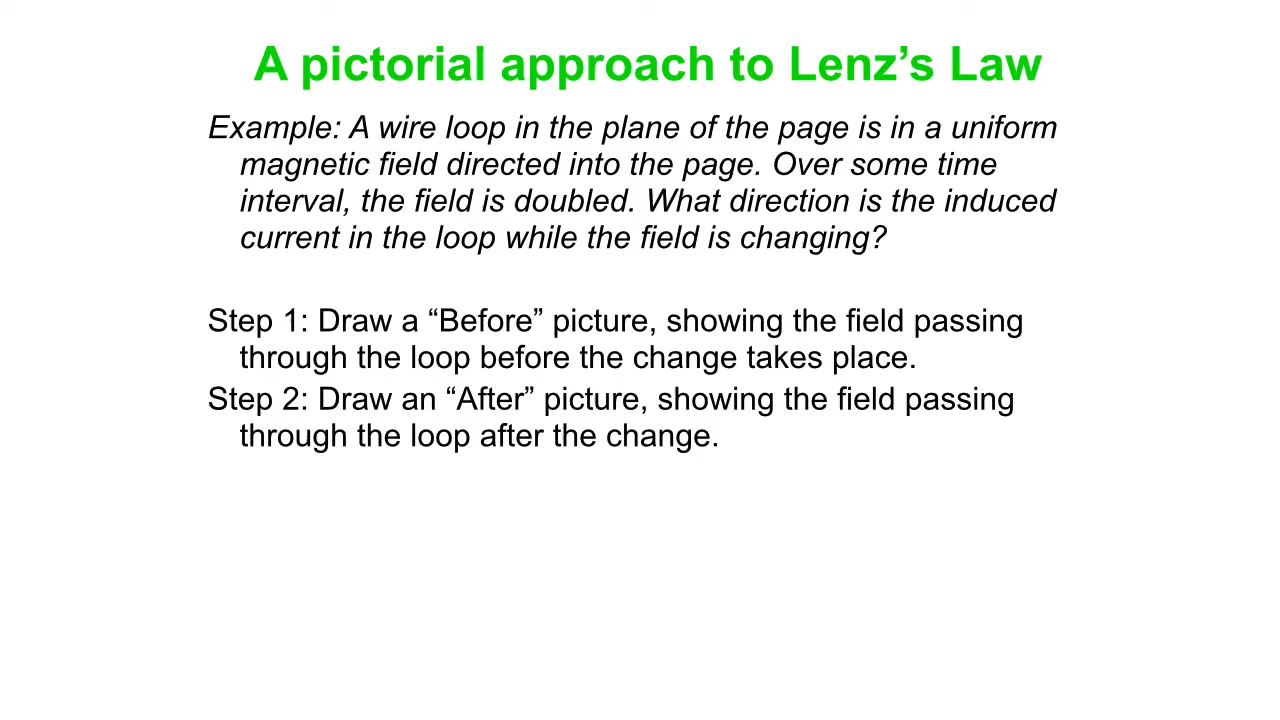 A pictorial approach to Lenz’s Law
Example: A wire loop in the plane of the page is in a uniform
magnetic field directed into the page. Over some time
interval, the field is doubled. What direction is the induced
current in the loop while the field is changing?
Step 1: Draw a “Before” picture, showing the field passing
through the loop before the change takes place.
Step 2: Draw an “After” picture, showing the field passing
through the loop after the change.